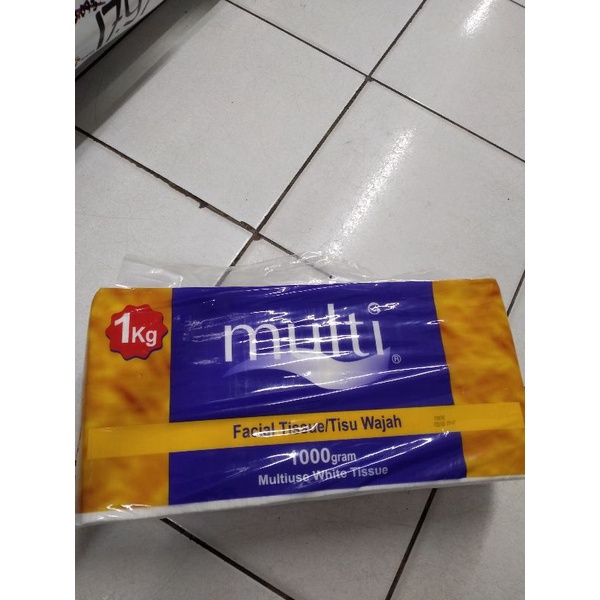 1Kg
multi
®
Facial Tissue/Tisu Wajah
1000gram
Multiuse White Tissue